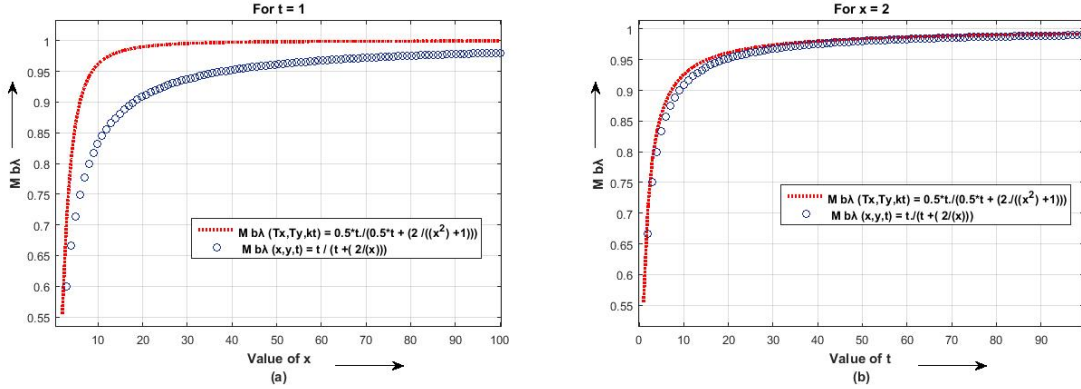 For t = 1
1
0.95
0.9
0.85
0.8
0.75
0.7
0.65
0.6
0.55
M bλ
M bλ (Tx,Ty,kt) = 0.5*t./(0.5*t + (2 /((x²) +1)))
M bλ (x,y,t) = t / (t +( 2/(x)))
10 20 30 40 50 60 70 80 90 100
Value of x
(a)
For x = 2
1
0.95
0.9
0.85
0.8
0.75
0.7
0.65
0.6
0.55
M bλ
M bλ (Tx,Ty,kt) = 0.5*t./(0.5*t + (2./((x²) +1)))
M bλ (x,y,t) = t./(t +( 2/(x)))
0 10 20 30 40 50 60 70 80 90
Value of t
(b)